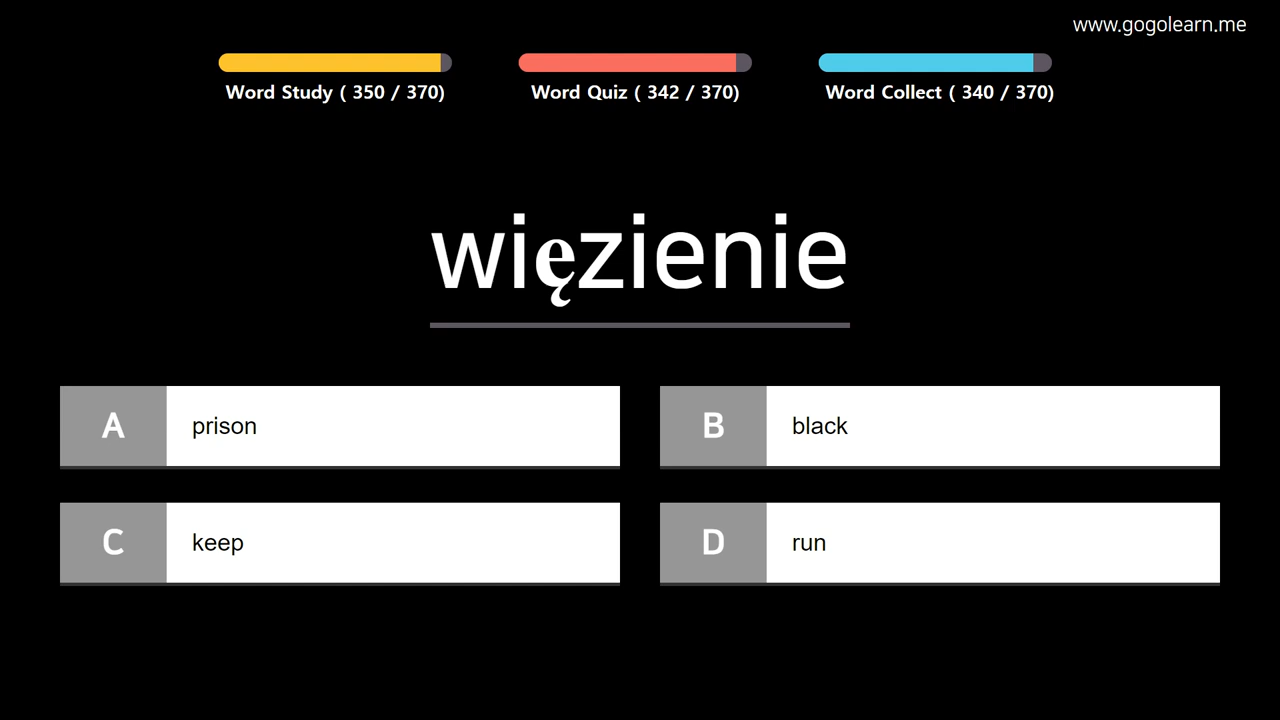 www.gogolearn.me
Word Study ( 350 / 370)
Word Quiz ( 342 / 370)
Word Collect ( 340 / 370)
więzienie
A prison
B black
C keep
D run